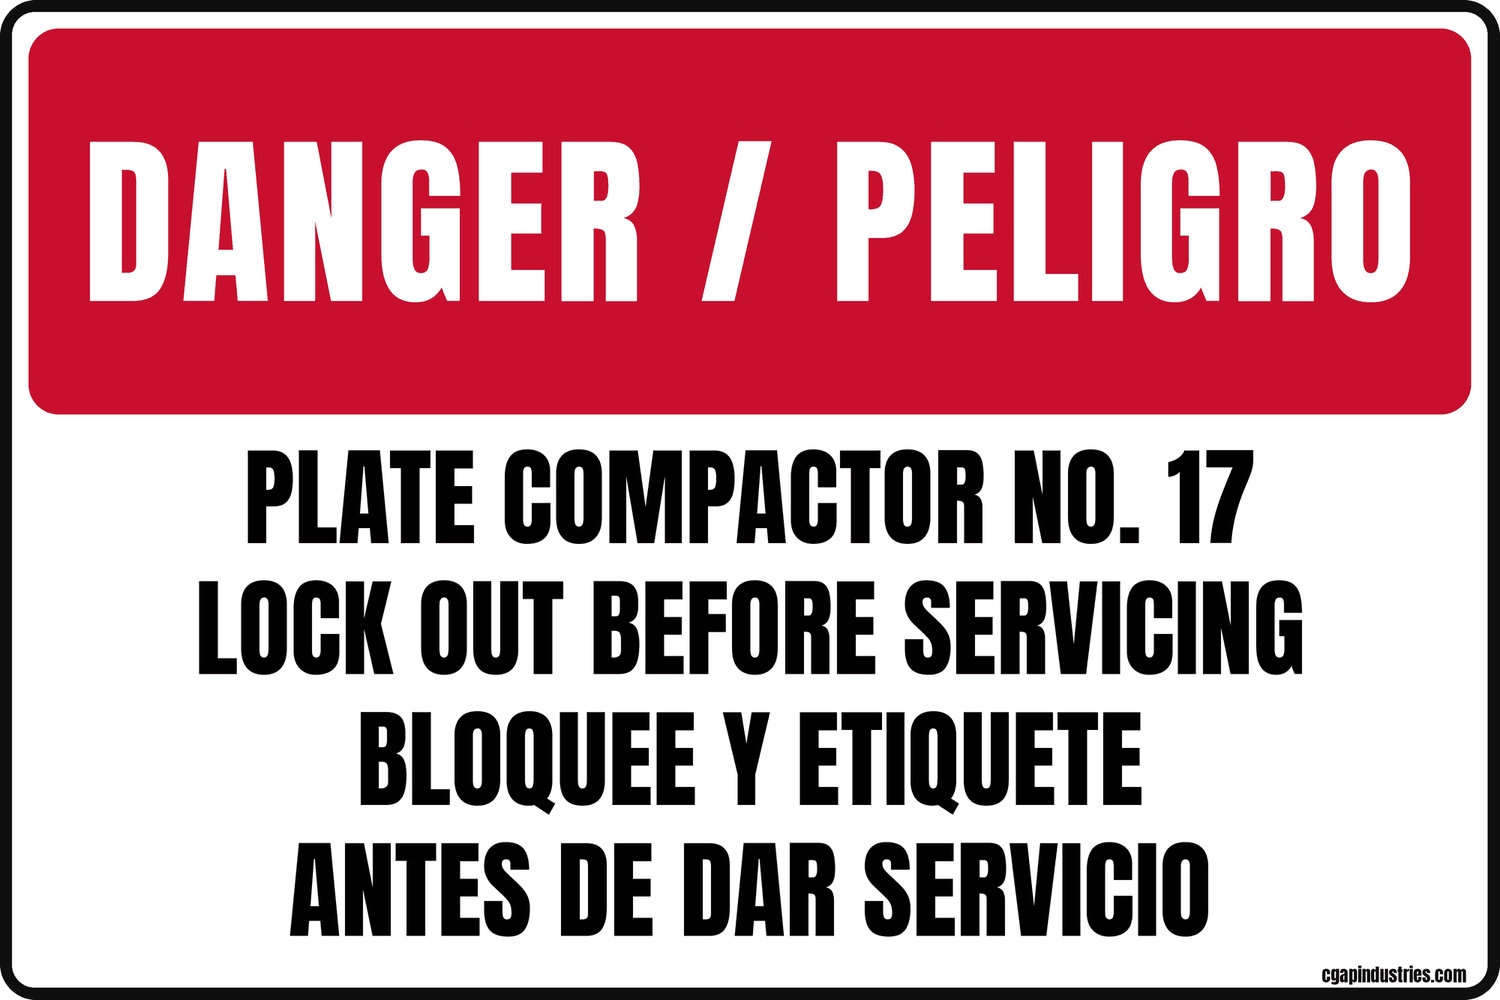 DANGER / PELIGRO
PLATE COMPACTOR NO. 17
LOCK OUT BEFORE SERVICING
BLOQUEE Y ETIQUETE
ANTES DE DAR SERVICIO
cgapindustries.com